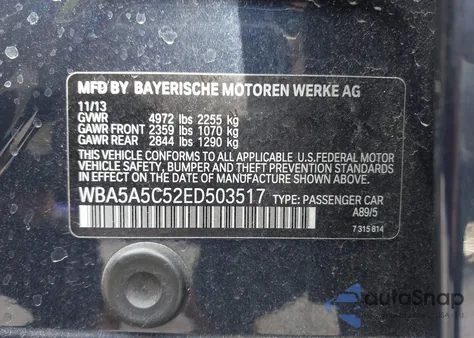 MFD BY BAYERISCHE MOTOREN WERKE AG
11/13
GVWR 4972 lbs 2255 kg
GAWR FRONT 2359 lbs 1070 kg
GAWR REAR 2844 lbs 1290 kg
THIS VEHICLE CONFORMS TO ALL APPLICABLE U.S. FEDERAL MOTOR
VEHICLE SAFETY, BUMPER, AND THEFT PREVENTION STANDARDS
IN EFFECT ON THE DATE OF MANUFACTURE SHOWN ABOVE.
WBA5A5C52ED503517 TYPE: PASSENGER CAR
A89/5
7 315 814
autoSnap